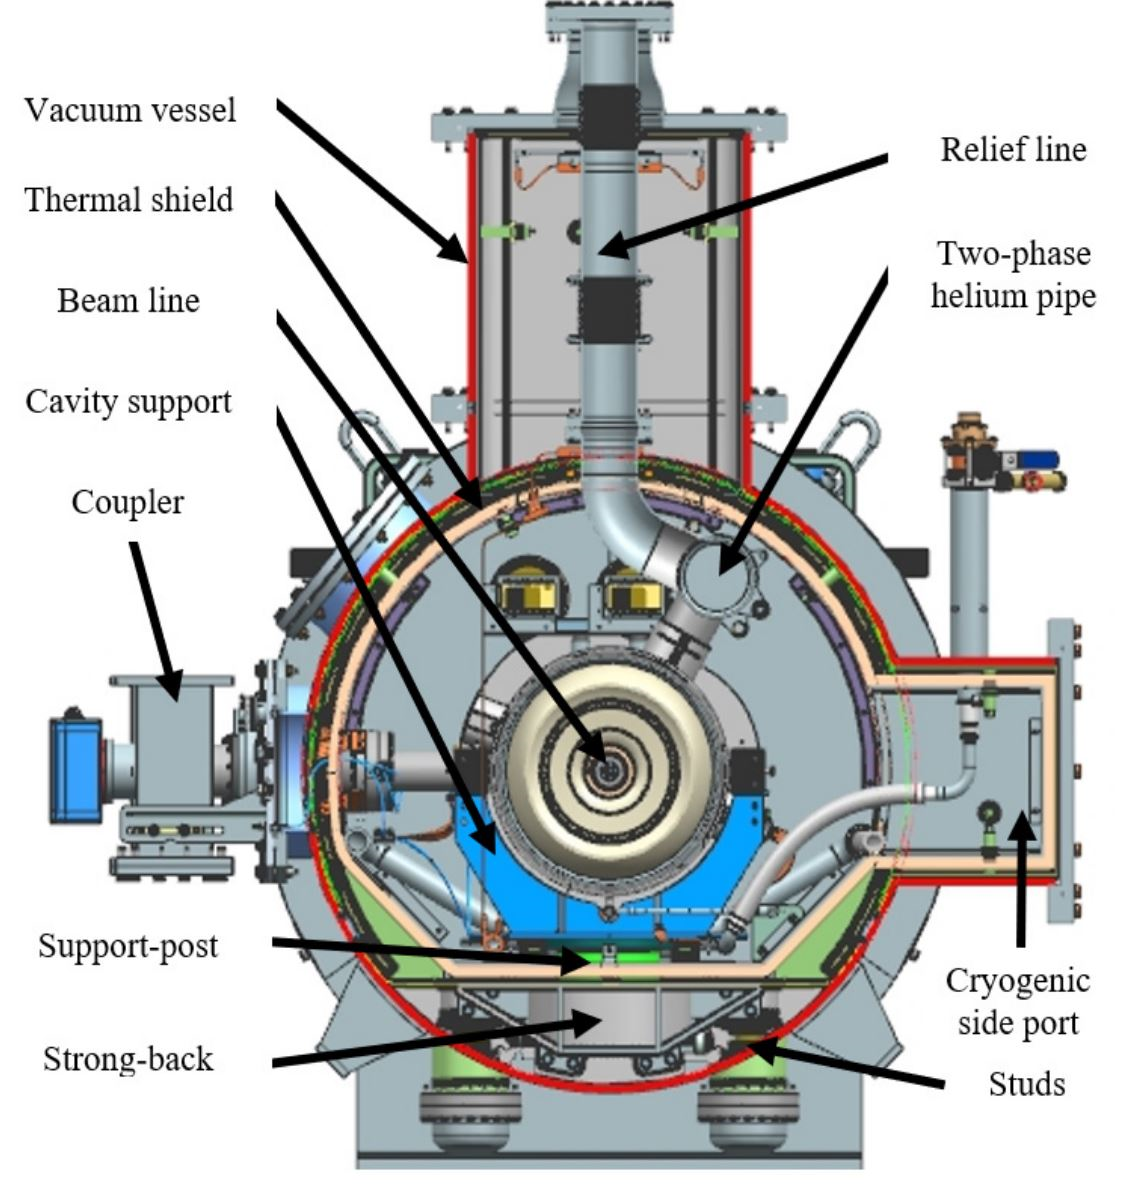 Vacuum vessel
Thermal shield
Beam line
Cavity support
Coupler
Support-post
Strong-back
Relief line
Two-phase
helium pipe
Cryogenic
side port
Studs